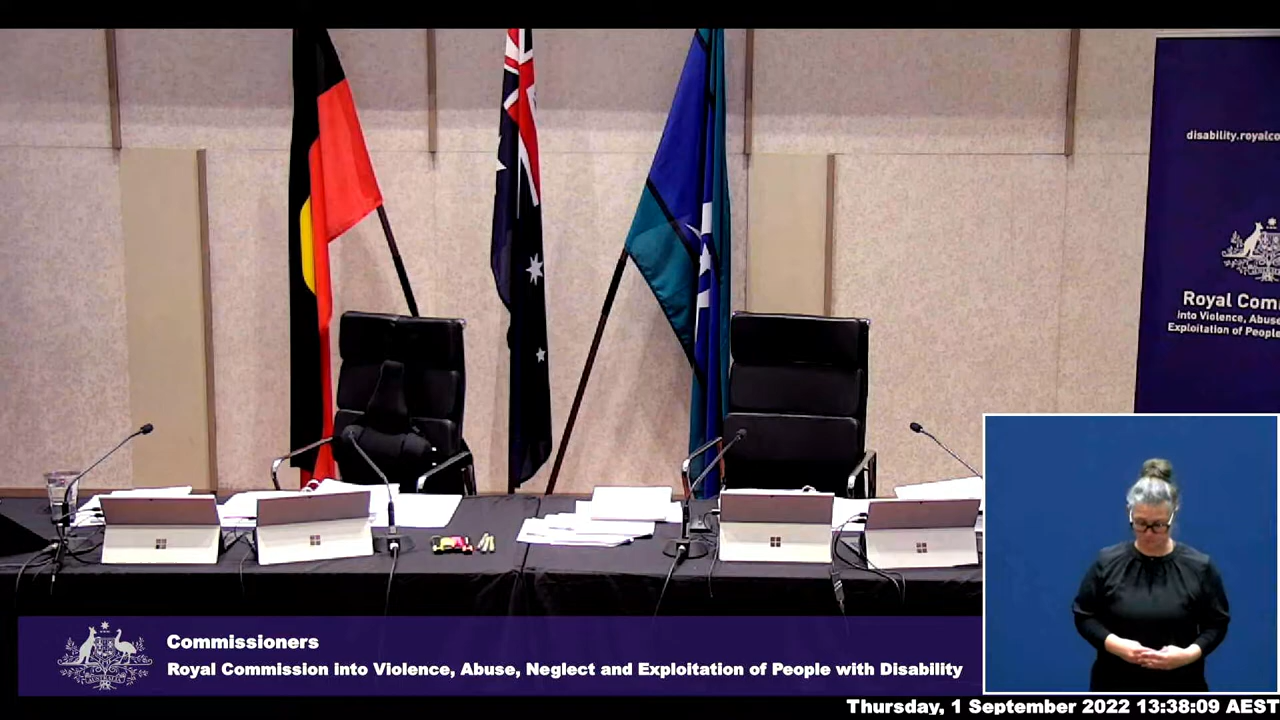 disability.royalco
Royal Com
into Violence, Abuse
Exploitation of People
Commissioners
Royal Commission into Violence, Abuse, Neglect and Exploitation of People with Disability
Thursday, 1 September 2022 13:38:09 AEST